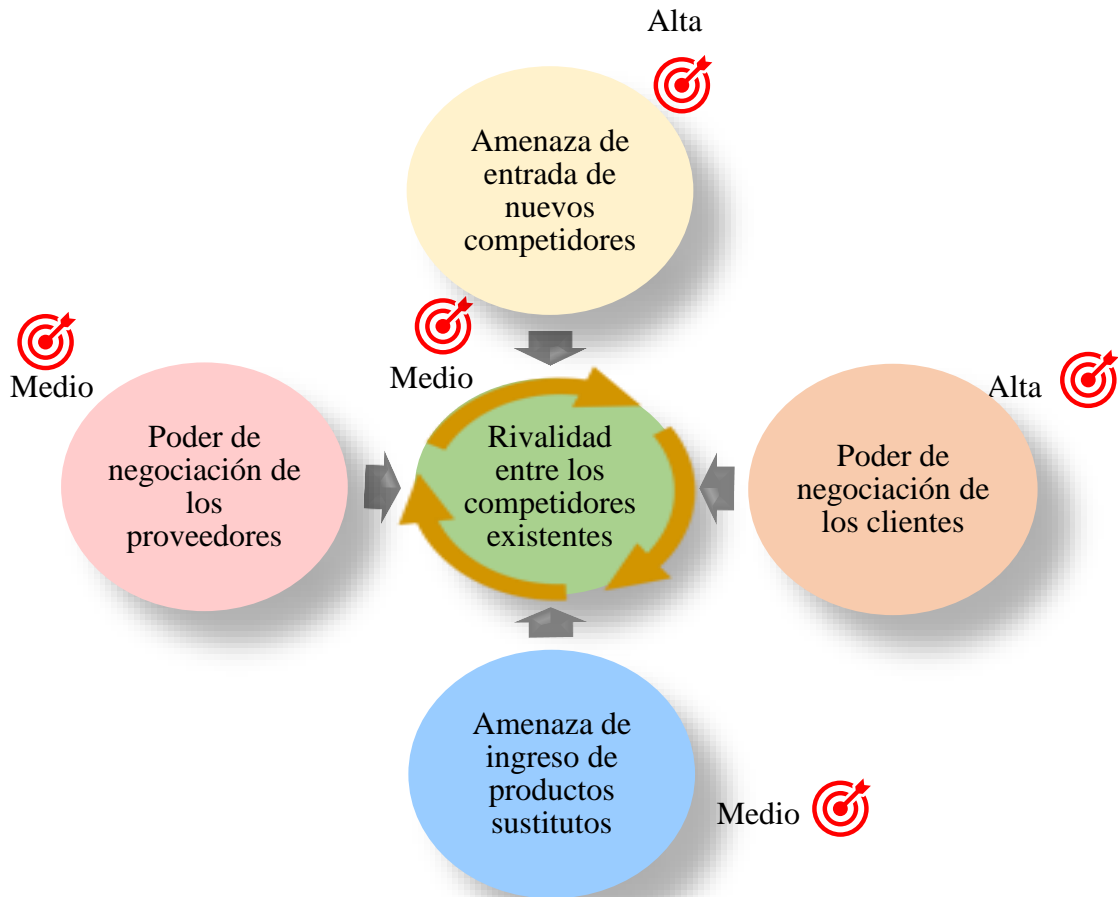 Alta
Amenaza de
entrada de
nuevos
competidores
Medio
Medio
Alta
Poder de
negociación de
los
proveedores
Rivalidad
entre los
competidores
existentes
Poder de
negociación de
los clientes
Amenaza de
ingreso de
productos
sustitutos
Medio